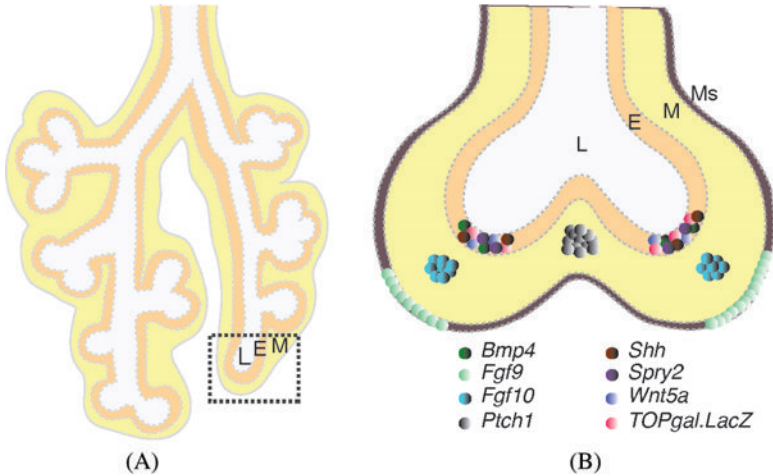 Ms
M
E
L
L E M
Bmp4
Fgf9
Fgf10
Ptch1
Shh
Spry2
Wnt5a
TOPgal.LacZ
(A)
(B)